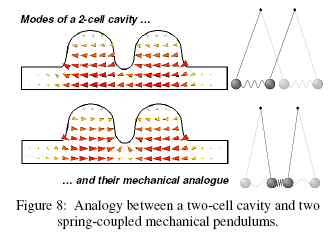 Modes of a 2-cell cavity ...
... and their mechanical analogue
Figure 8: Analogy between a two-cell cavity and two
spring-coupled mechanical pendulums.